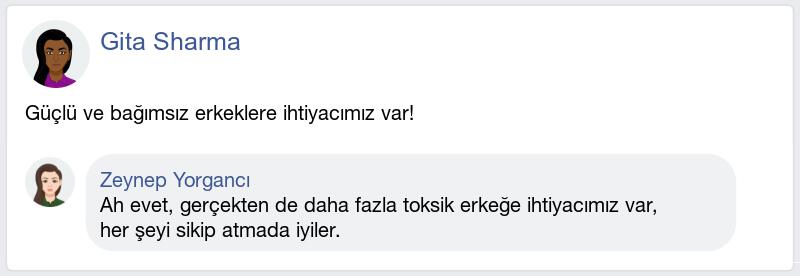 Gita Sharma
Güçlü ve bağımsız erkeklere ihtiyacımız var!
Zeynep Yorgancı
Ah evet, gerçekten de daha fazla toksik erkeğe ihtiyacımız var,
her şeyi sikip atmada iyiler.